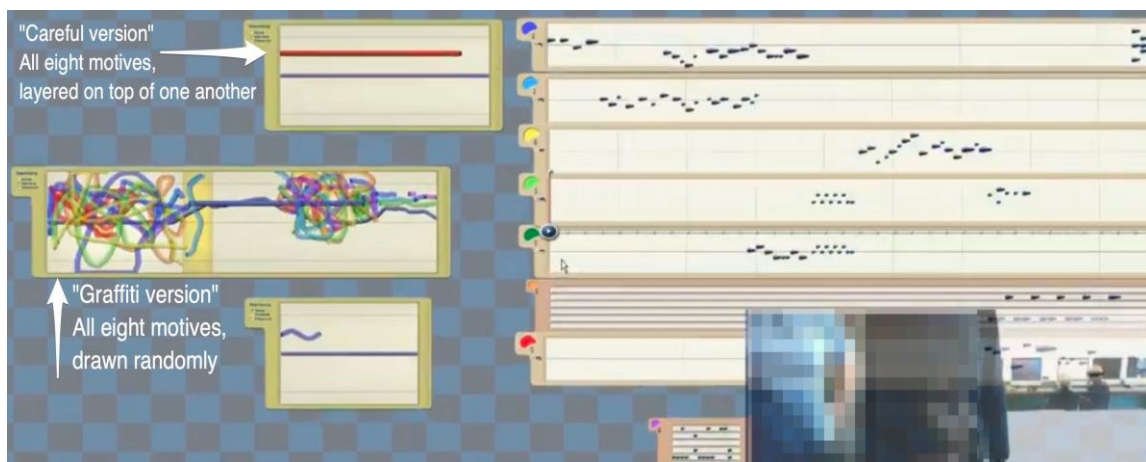 "Careful version"
All eight motives,
layered on top of one another
"Graffiti version"
All eight motives,
drawn randomly